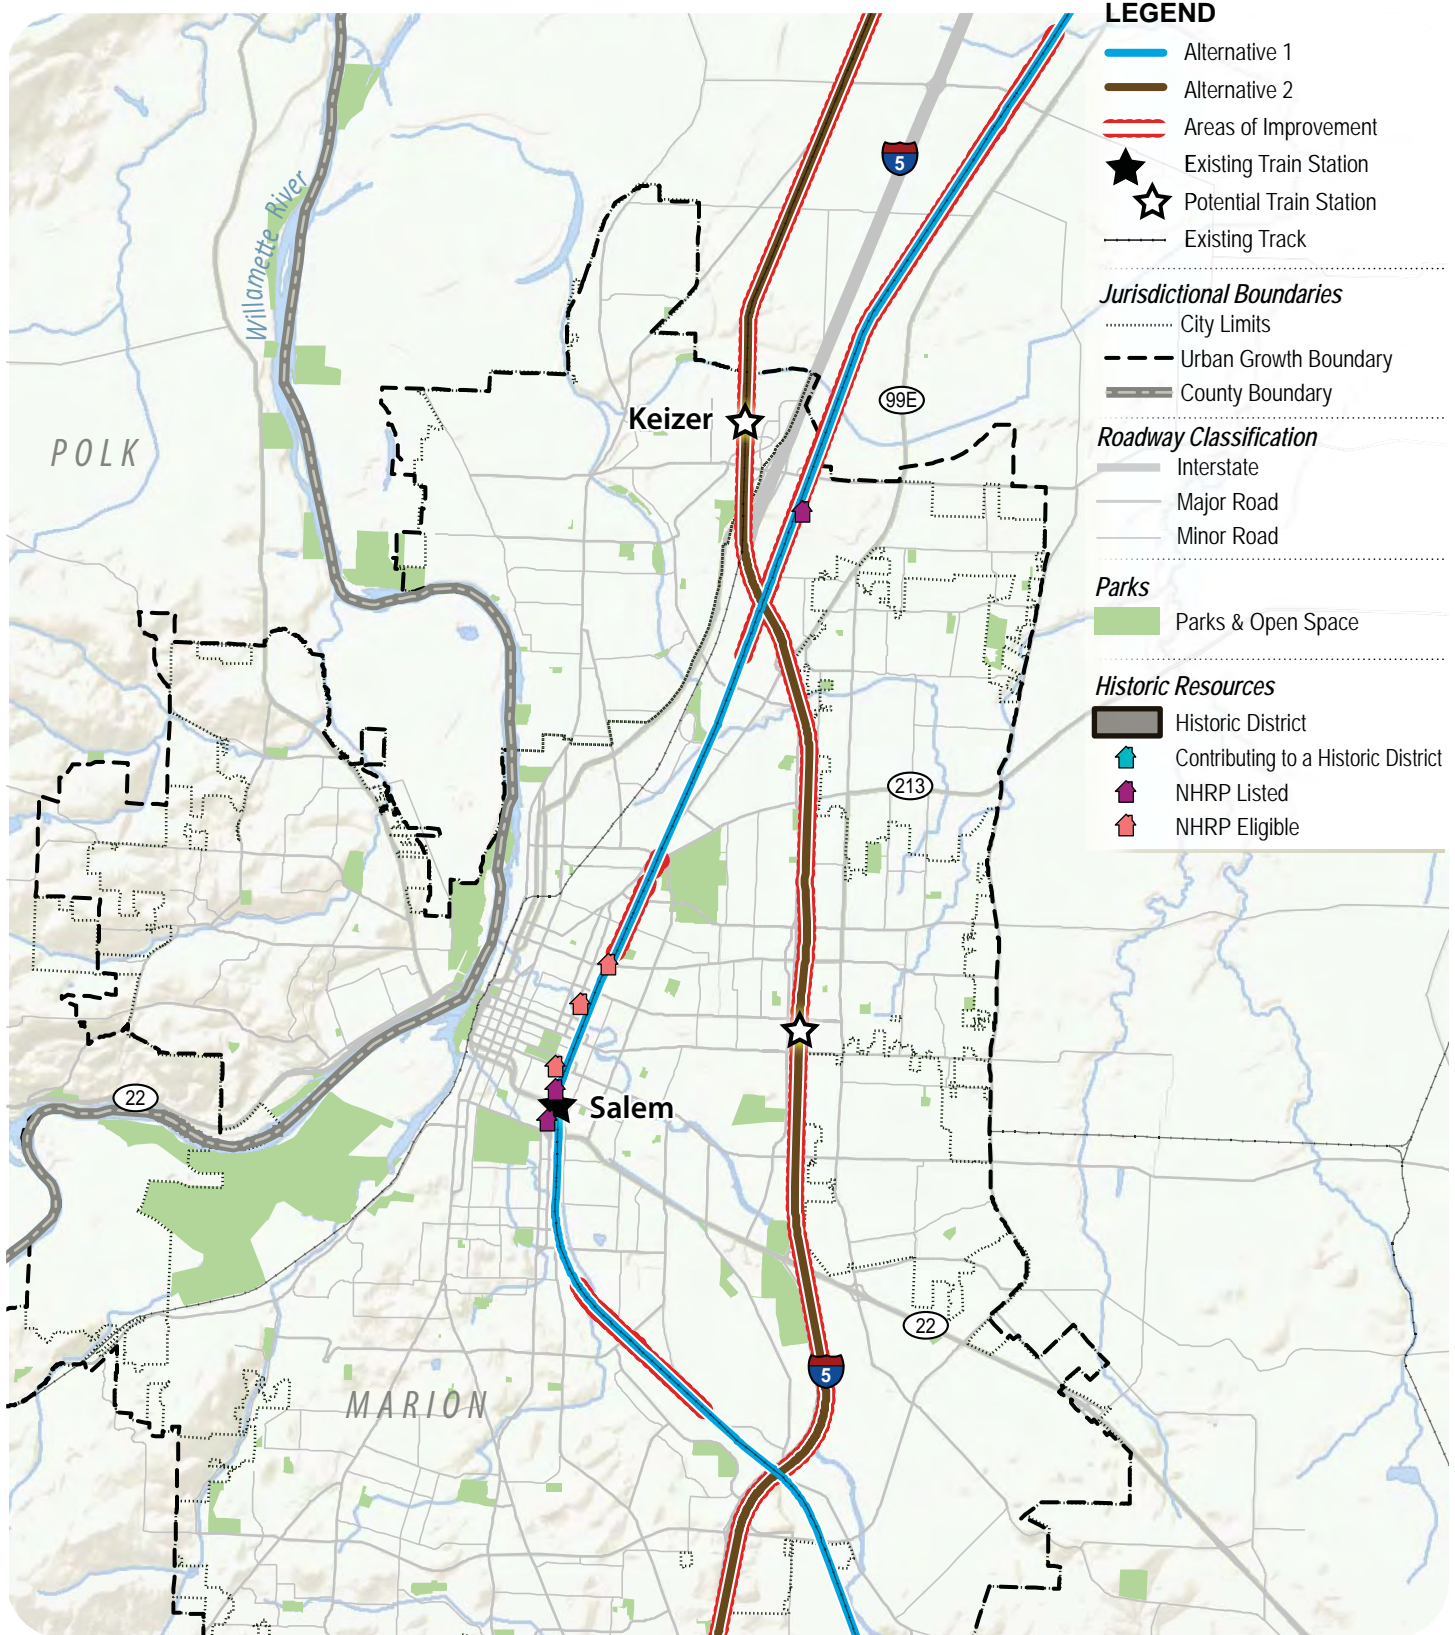 LEGEND
Alternative 1
Alternative 2
Areas of Improvement
Existing Train Station
Potential Train Station
Existing Track
Jurisdictional Boundaries
City Limits
Urban Growth Boundary
County Boundary
Roadway Classification
Interstate
Major Road
Minor Road
Parks
Parks & Open Space
Historic Resources
Historic District
Contributing to a Historic District
NHRP Listed
NHRP Eligible
5
Willamette River
99E
Keizer
POLK
213
22
Salem
22
5
MARION